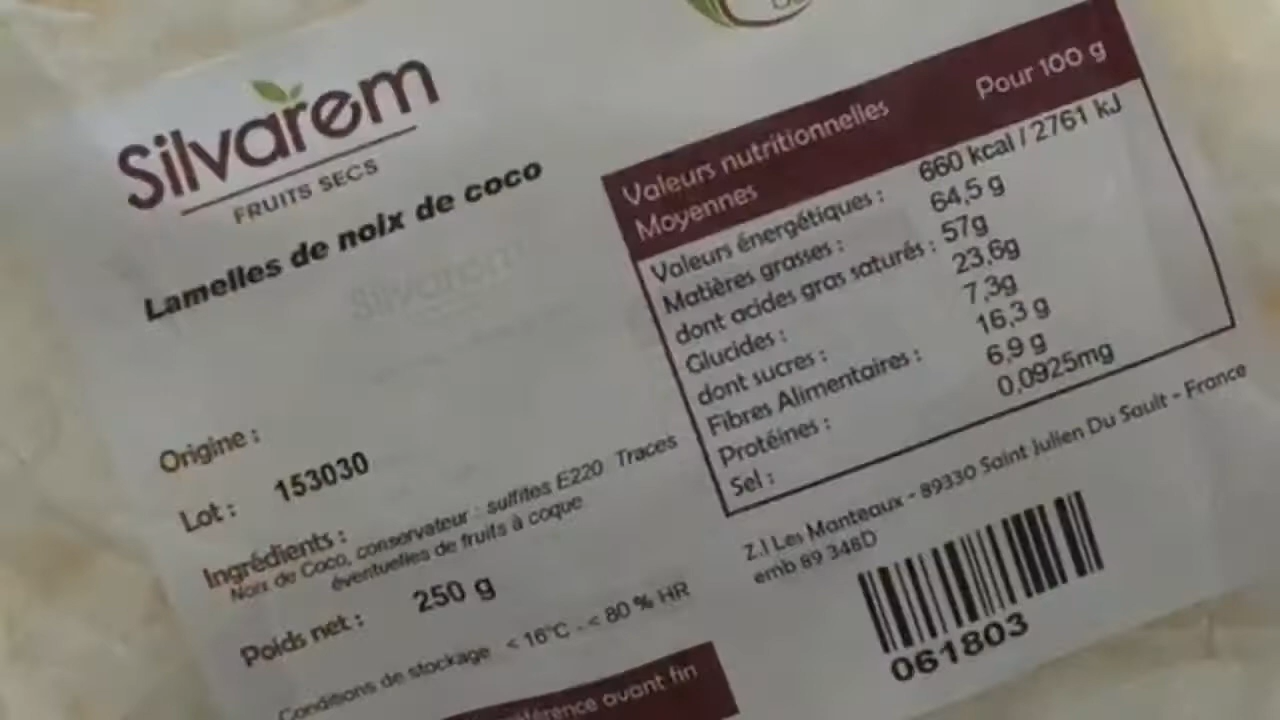 Silvarem
FRUITS SECS
Lamelles de noix de coco
Origine :
Lot : 153030
Ingrédients :
Noix de Coco, conservateur : sulfites E220 Traces
éventuelles de fruits à coque
Poids net : 250 g
Conditions de stockage < 16°C - < 80 % HR
avant fin
Valeurs nutritionnelles Pour 100 g
Moyennes
Valeurs énergétiques : 660 kcal / 2761 kJ
Matières grasses : 64,5 g
dont acides gras saturés : 57g
Glucides : 23,6g
dont sucres : 7,3g
Fibres Alimentaires : 16,3 g
Protéines : 6,9 g
Sel : 0,0925mg
Z.I Les Manteaux - 89330 Saint Julien Du Sault - France
emb 89 348D
061803